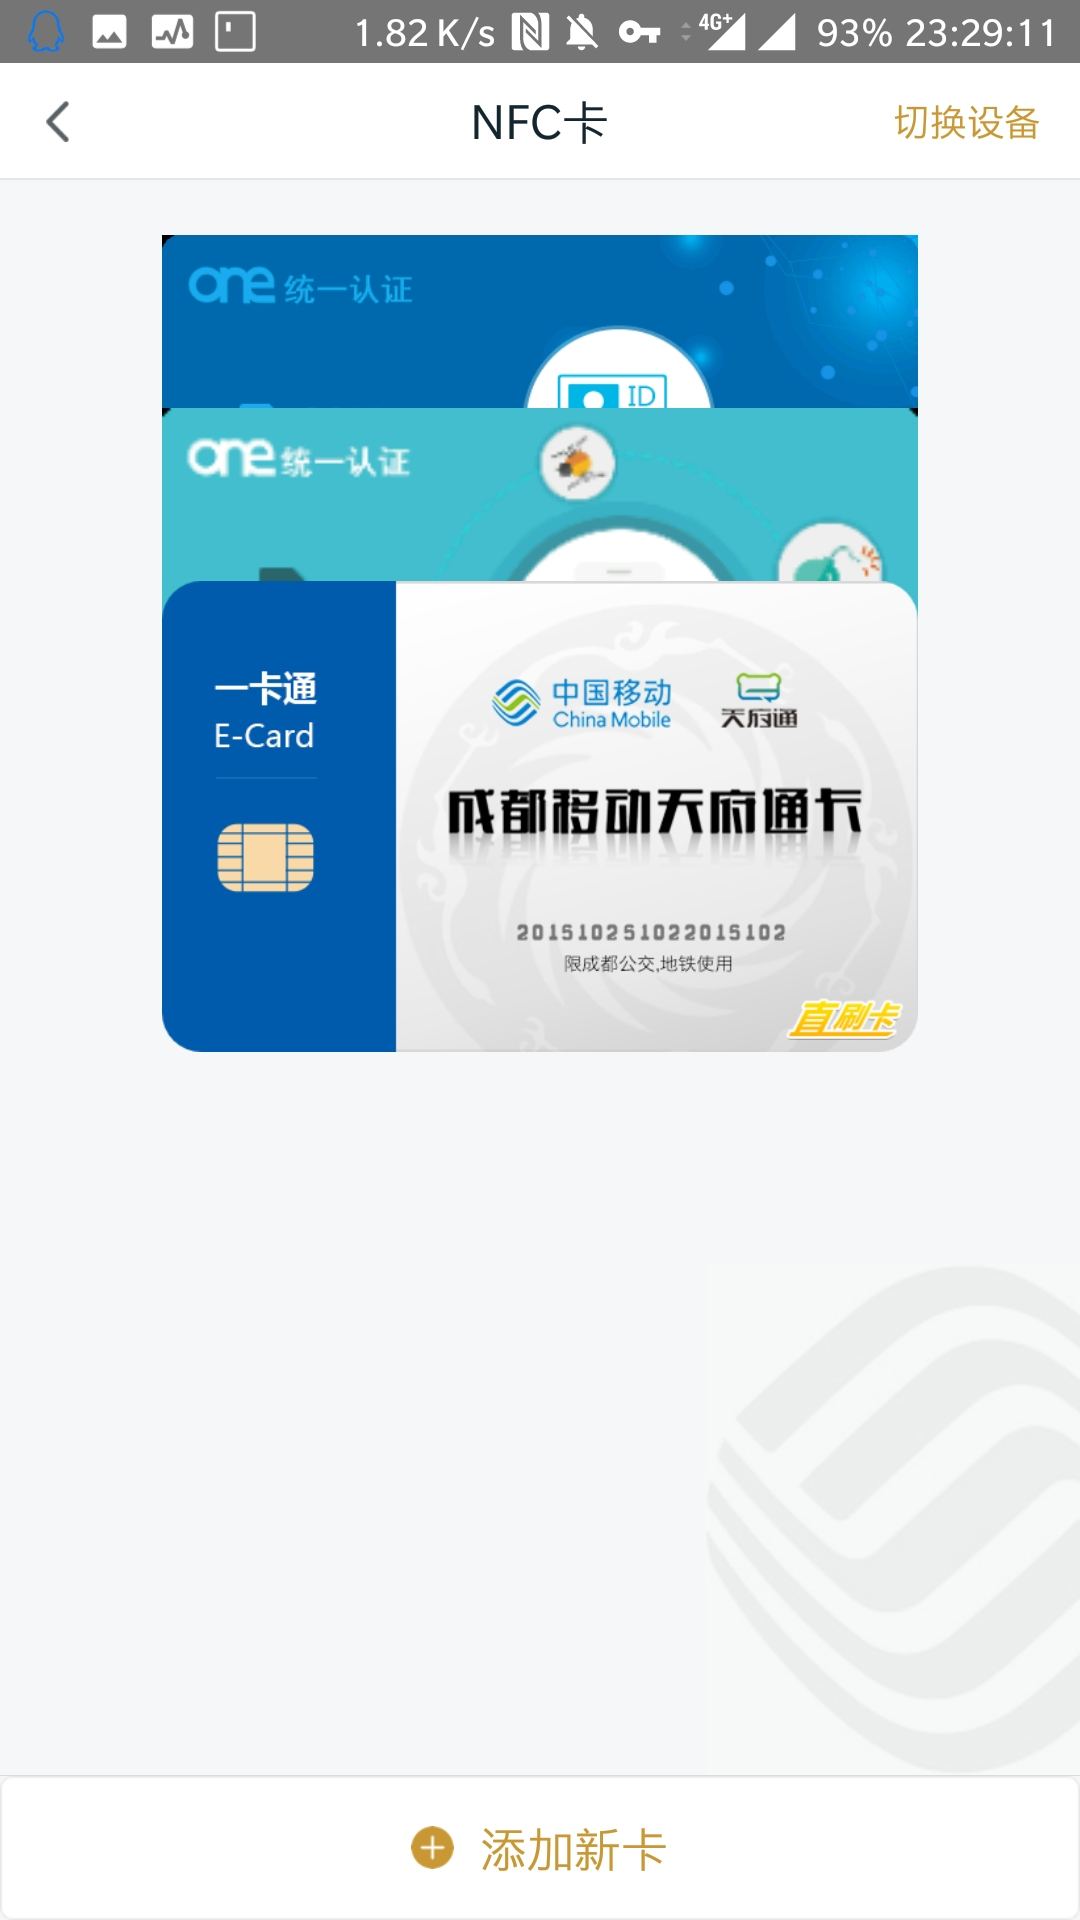 1.82 K/s 4G+ 93% 23:29:11
NFC卡
切换设备
one 统一认证
ID
one 统一认证
一卡通
E-Card
中国移动
China Mobile
天府通
成都移动天府通卡
2015102510220151​02
限成都公交,地铁使用
直刷卡
添加新卡